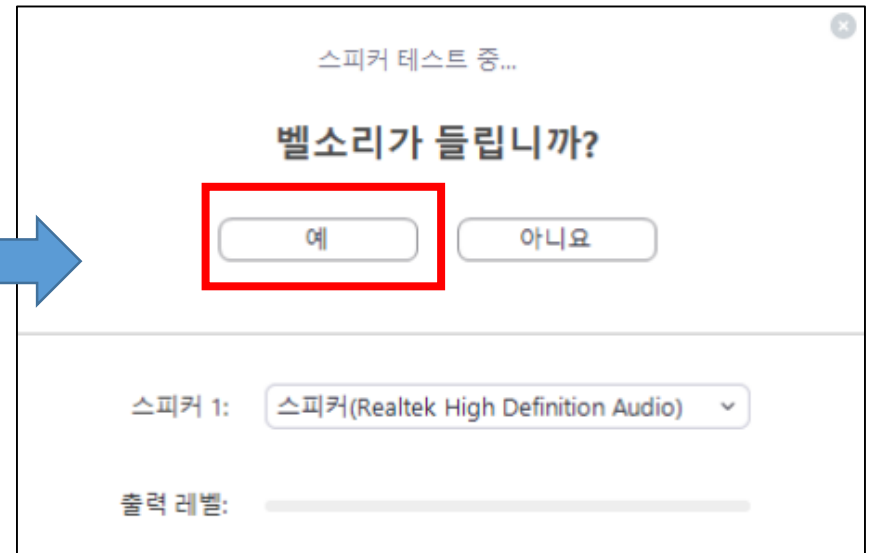 스피커 테스트 중...
벨소리가 들립니까?
예 아니요
스피커 1: 스피커(Realtek High Definition Audio)
출력 레벨: